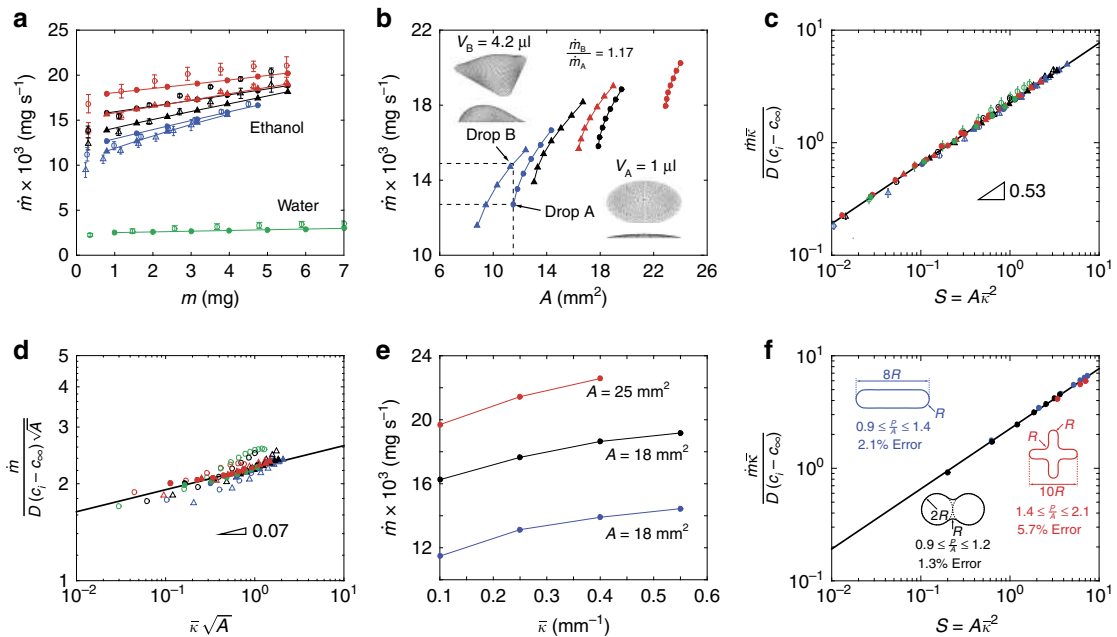 a
ṁ × 10³ (mg s⁻¹)
25
20
15
10
5
0
0 1 2 3 4 5 6 7
m (mg)
Ethanol
Water
b
ṁ × 10³ (mg s⁻¹)
22
18
14
10
6 10 14 18 22 26
A (mm²)
V_B = 4.2 μl
ṁ_B / ṁ_A = 1.17
Drop B
V_A = 1 μl
Drop A
c
ṁκ̄ / D (c_i – c_∞)
10¹
10⁰
10⁻¹
10⁻² 10⁻¹ 10⁰ 10¹
S = Aκ̄²
0.53
d
ṁ / D (c_i – c_∞) √A
5
4
3
2
1
10⁻² 10⁻¹ 10⁰ 10¹
κ̄ √A
0.07
e
ṁ × 10³ (mg s⁻¹)
24
22
20
18
16
14
12
0.1 0.2 0.3 0.4 0.5 0.6
κ̄ (mm⁻¹)
A = 25 mm²
A = 18 mm²
A = 18 mm²
f
ṁκ̄ / D (c_i – c_∞)
10¹
10⁰
10⁻¹
10⁻² 10⁻¹ 10⁰ 10¹
S = Aκ̄²
8R
R
0.9 ≤ p/A ≤ 1.4
2.1% Error
R
R
10R
1.4 ≤ p/A ≤ 2.1
5.7% Error
2R
R
0.9 ≤ p/A ≤ 1.2
1.3% Error